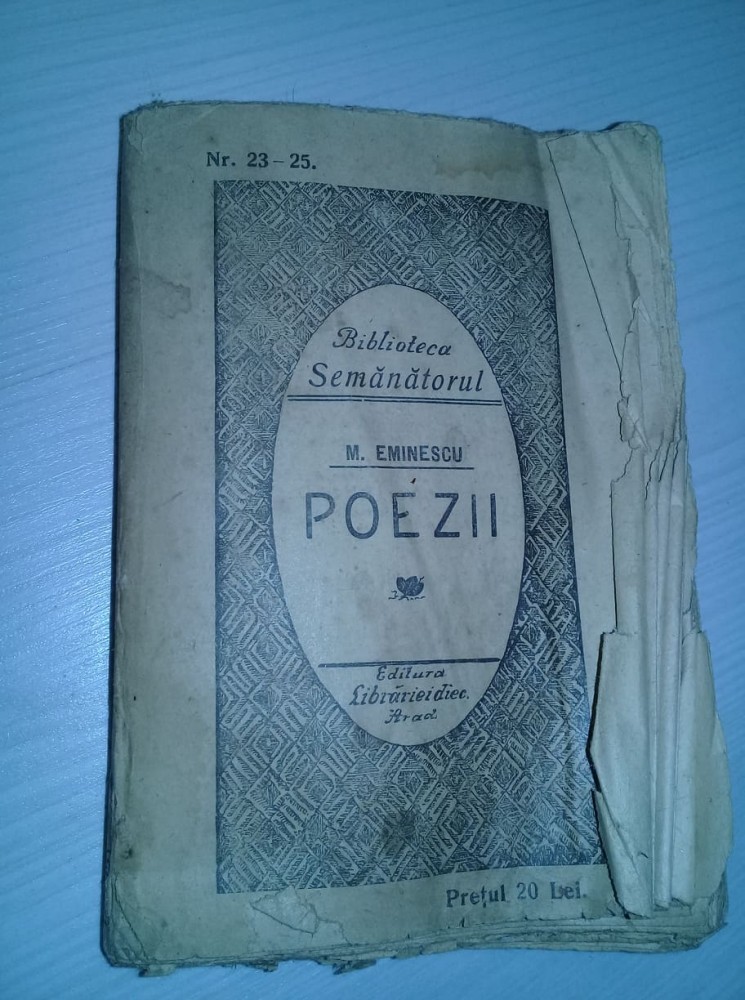 Nr. 23-25.
Biblioteca
Semănătorul
M. EMINESCU
POEZII
Editura
Librăriei diec.
Arad
Prețul 20 Lei.